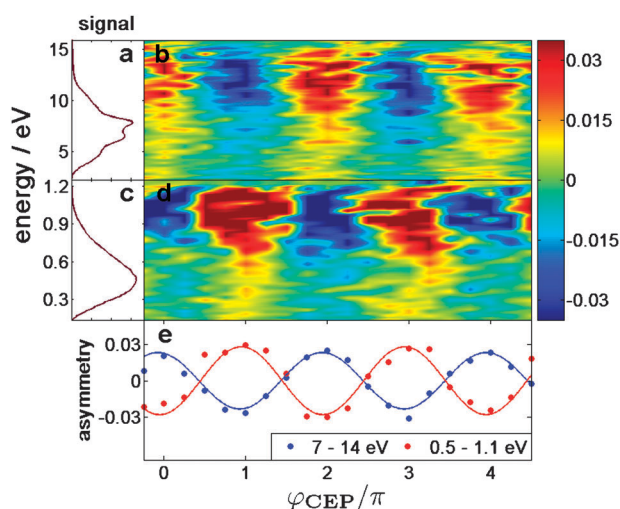 signal
a
b
15
10
5
c
d
1.2
0.9
0.6
0.3
energy / eV
0.03
0.015
0
-0.015
-0.03
e
0.03
0
-0.03
asymmetry
7 - 14 eV
0.5 - 1.1 eV
0 1 2 3 4
φCEP/π